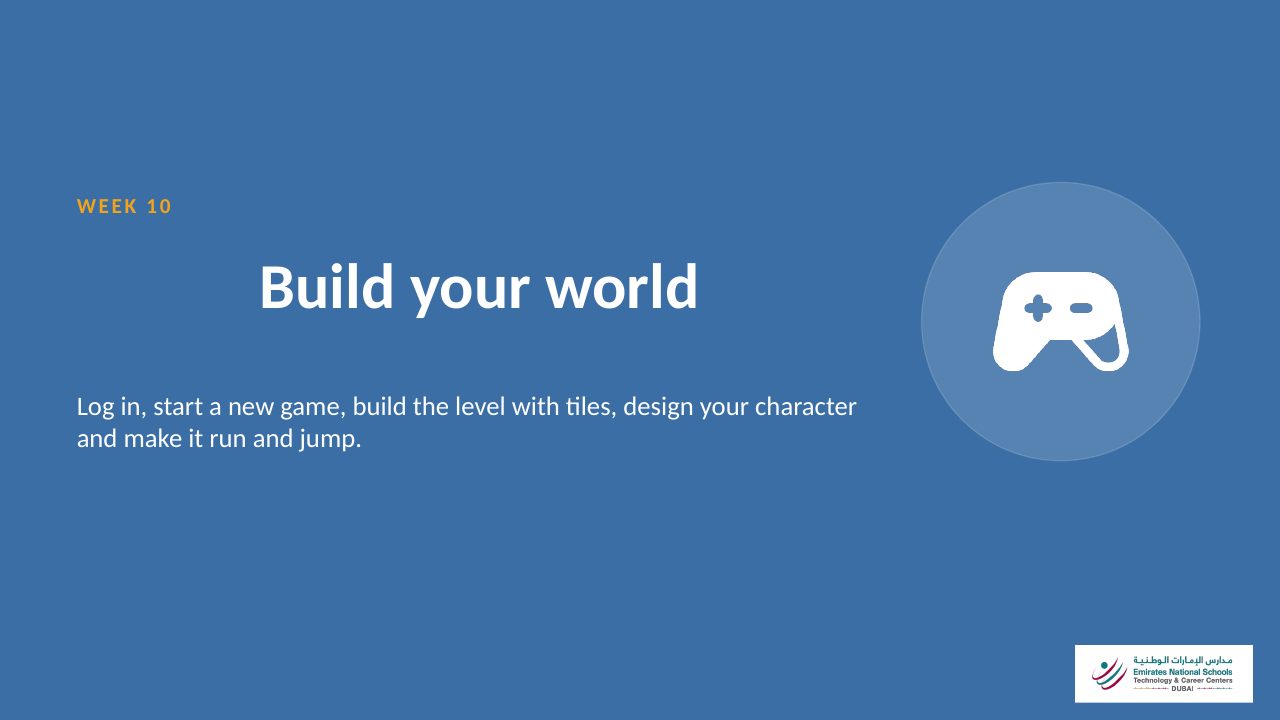 WEEK 10
Build your world
Log in, start a new game, build the level with tiles, design your character
and make it run and jump.
مدارس الإمارات الوطنية
Emirates National Schools
Technology & Career Centers
DUBAI